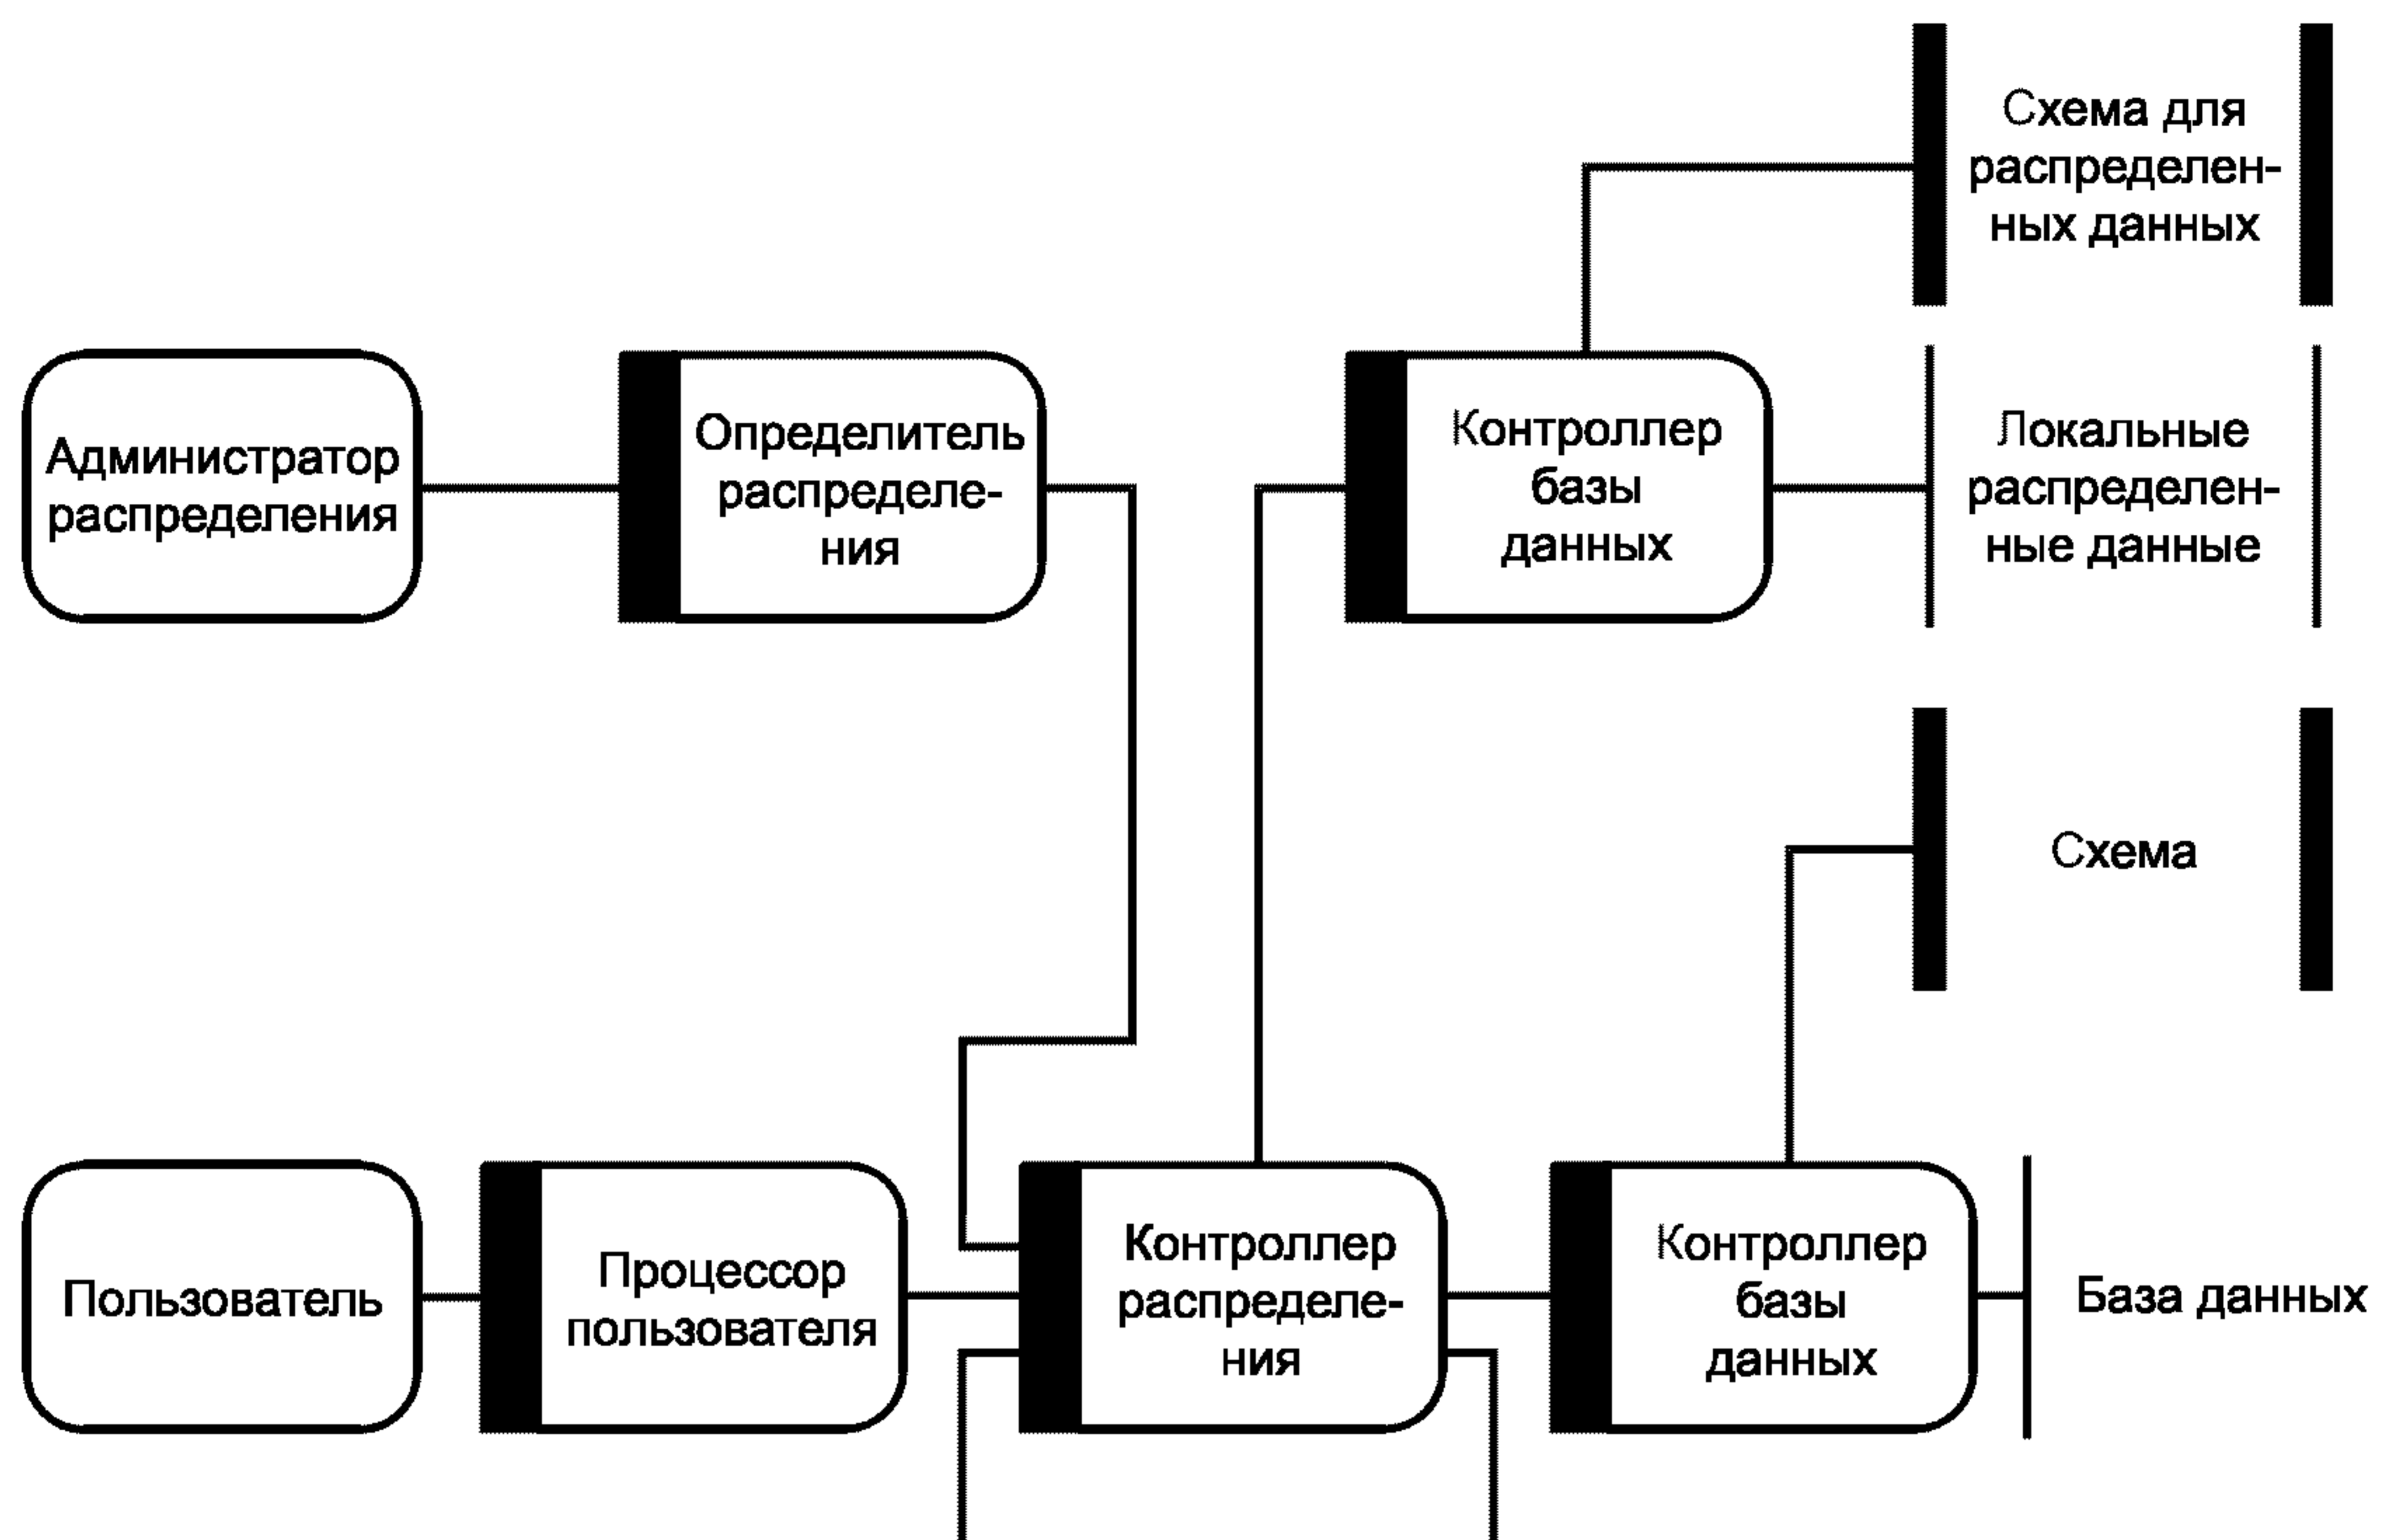 Схема для
распределен-
ных данных
Администратор
распределения
Определитель
распределе-
ния
Контроллер
базы
данных
Локальные
распределен-
ные данные
Схема
Пользователь
Процессор
пользователя
Контроллер
распределе-
ния
Контроллер
базы
данных
База данных